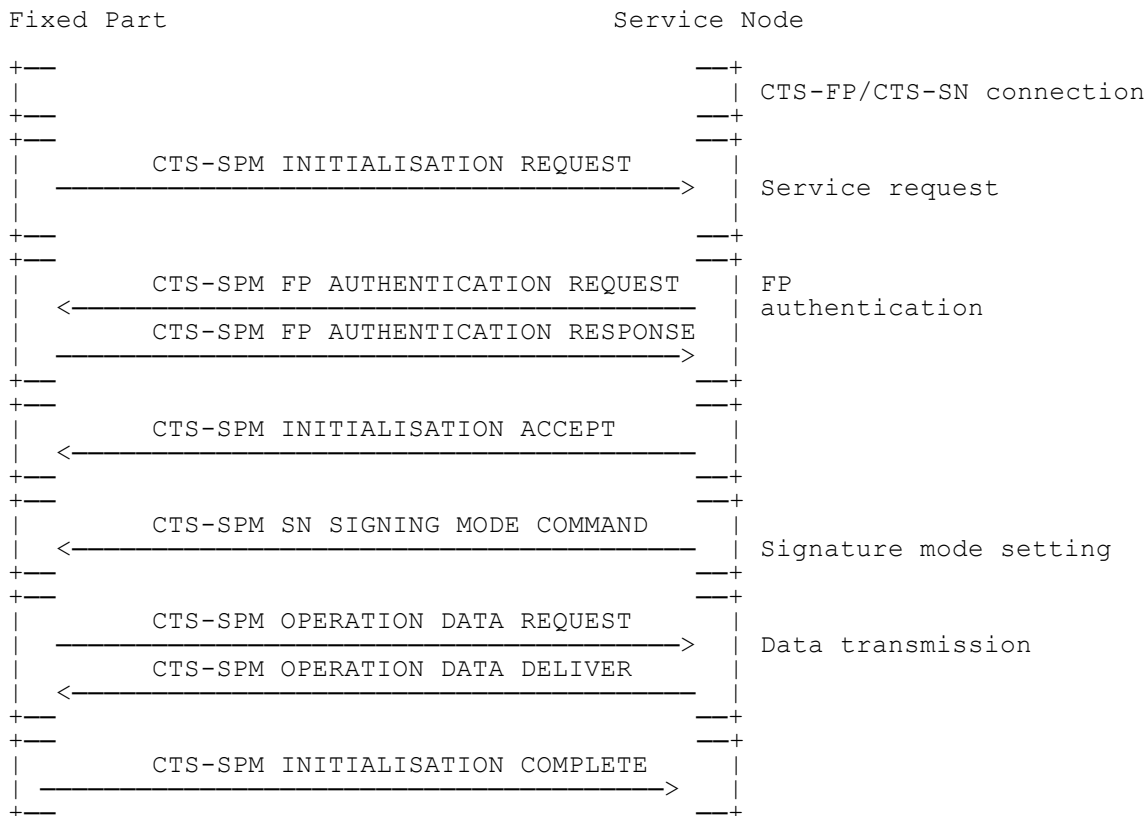 Fixed Part Service Node
CTS-FP/CTS-SN connection
CTS-SPM INITIALISATION REQUEST
Service request
CTS-SPM FP AUTHENTICATION REQUEST FP
authentication
CTS-SPM FP AUTHENTICATION RESPONSE
CTS-SPM INITIALISATION ACCEPT
CTS-SPM SN SIGNING MODE COMMAND
Signature mode setting
CTS-SPM OPERATION DATA REQUEST
Data transmission
CTS-SPM OPERATION DATA DELIVER
CTS-SPM INITIALISATION COMPLETE